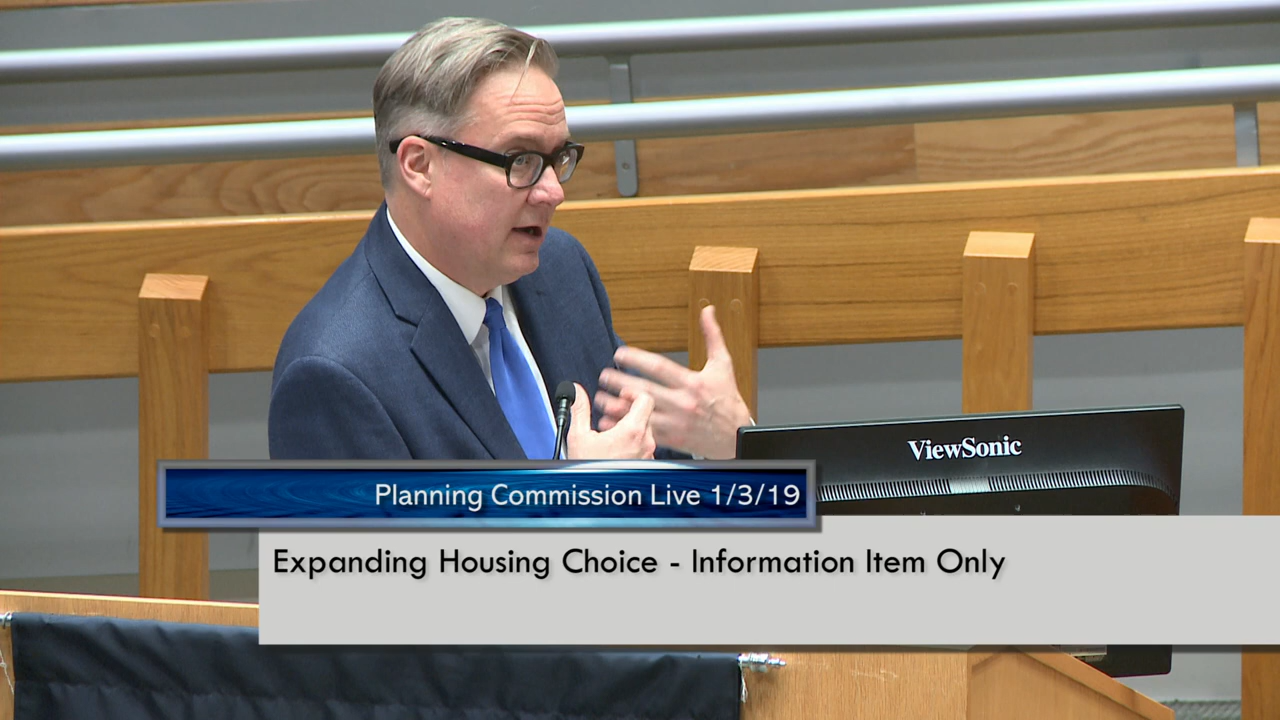 ViewSonic
Planning Commission Live 1/3/19
Expanding Housing Choice - Information Item Only